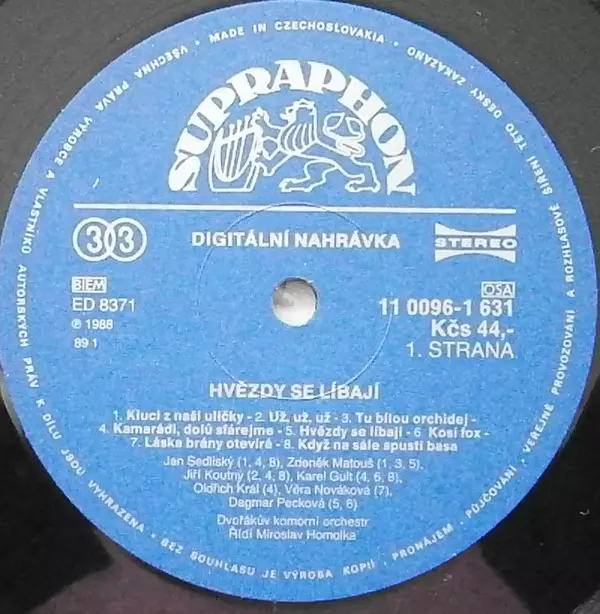 • MADE IN CZECHOSLOVAKIA •
VŠECHNA PRÁVA VÝROBCE A VLASTNÍKŮ AUTORSKÝCH PRÁV K DÍLU JSOU VYHRAZENA • BEZ SOUHLASU JE VÝROBA KOPIÍ, PRONÁJEM, PŮJČOVÁNÍ, VEŘEJNÉ PROVOZOVÁNÍ A ROZHLASOVÉ ŠÍŘENÍ TÉTO DESKY ZAKÁZÁNO
SUPRAPHON
33
DIGITÁLNÍ NAHRÁVKA
STEREO
BIEM
ED 8371
℗ 1988
89 1
OSA
11 0096-1 631
Kčs 44,-
1. STRANA
HVĚZDY SE LÍBAJÍ
1. Kluci z naší uličky - 2. Už, už, už - 3. Tu bílou orchidej -
4. Kamarádi, dolů sfárejme - 5. Hvězdy se líbají - 6 Kosí fox -
7. Láska brány otevírá - 8. Když na sále spustí basa
Jan Sedliský (1, 4, 8), Zdeněk Matouš (1, 3, 5),
Jiří Koutný (2, 4, 8), Karel Gult (4, 6, 8),
Oldřich Král (4), Věra Nováková (7),
Dagmar Pecková (5, 6)
Dvořákův komorní orchestr
Řídí Miroslav Homolka